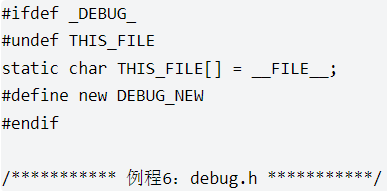 #ifdef _DEBUG_
#undef THIS_FILE
static char THIS_FILE[] = __FILE__;
#define new DEBUG_NEW
#endif
/*********** 例程6：debug.h ***********/